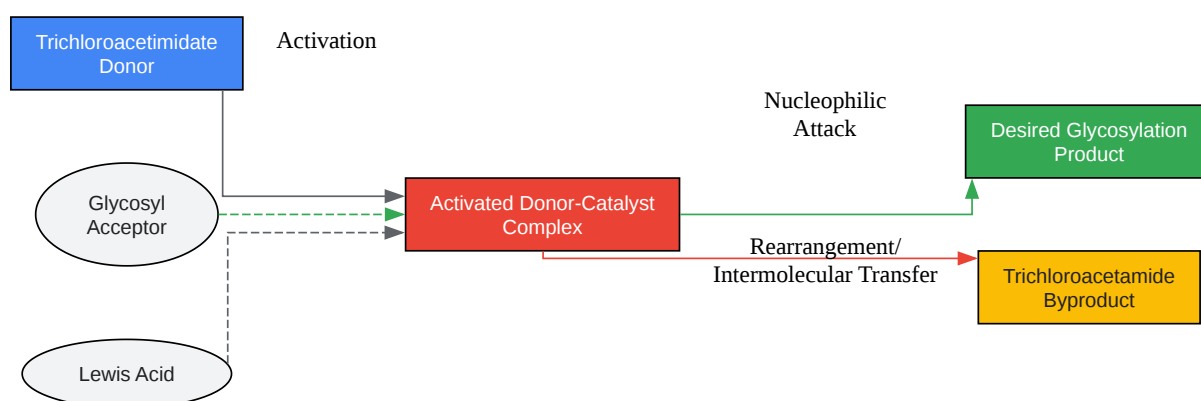 Trichloroacetimidate
Donor
Activation
Nucleophilic
Attack
Desired Glycosylation
Product
Glycosyl
Acceptor
Activated Donor-Catalyst
Complex
Rearrangement/
Intermolecular Transfer
Trichloroacetamide
Byproduct
Lewis Acid